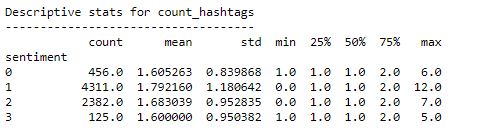 Descriptive stats for count_hashtags
------------------------------------
count mean std min 25% 50% 75% max
sentiment
0 456.0 1.605263 0.839868 1.0 1.0 1.0 2.0 6.0
1 4311.0 1.792160 1.180642 0.0 1.0 1.0 2.0 12.0
2 2382.0 1.683039 0.952835 0.0 1.0 1.0 2.0 7.0
3 125.0 1.600000 0.950382 1.0 1.0 1.0 2.0 5.0